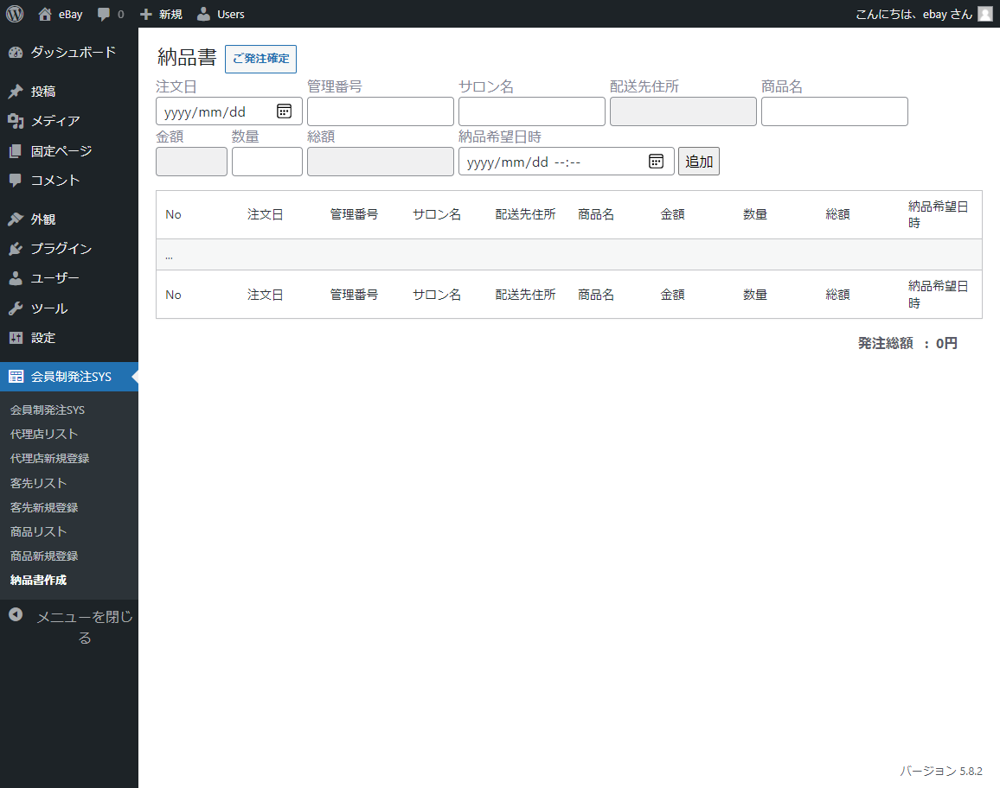 eBay 0 新規 Users こんにちは、ebay さん
ダッシュボード
投稿
メディア
固定ページ
コメント
外観
プラグイン
ユーザー
ツール
設定
会員制発注SYS
会員制発注SYS
代理店リスト
代理店新規登録
客先リスト
客先新規登録
商品リスト
商品新規登録
納品書作成
メニューを閉じ
る
納品書 ご発注確定
注文日 管理番号 サロン名 配送先住所 商品名
yyyy/mm/dd
金額 数量 総額 納品希望日時
yyyy/mm/dd --:-- 追加
No 注文日 管理番号 サロン名 配送先住所 商品名 金額 数量 総額 納品希望日
時
...
No 注文日 管理番号 サロン名 配送先住所 商品名 金額 数量 総額 納品希望日
時
発注総額 : 0円
バージョン 5.8.2